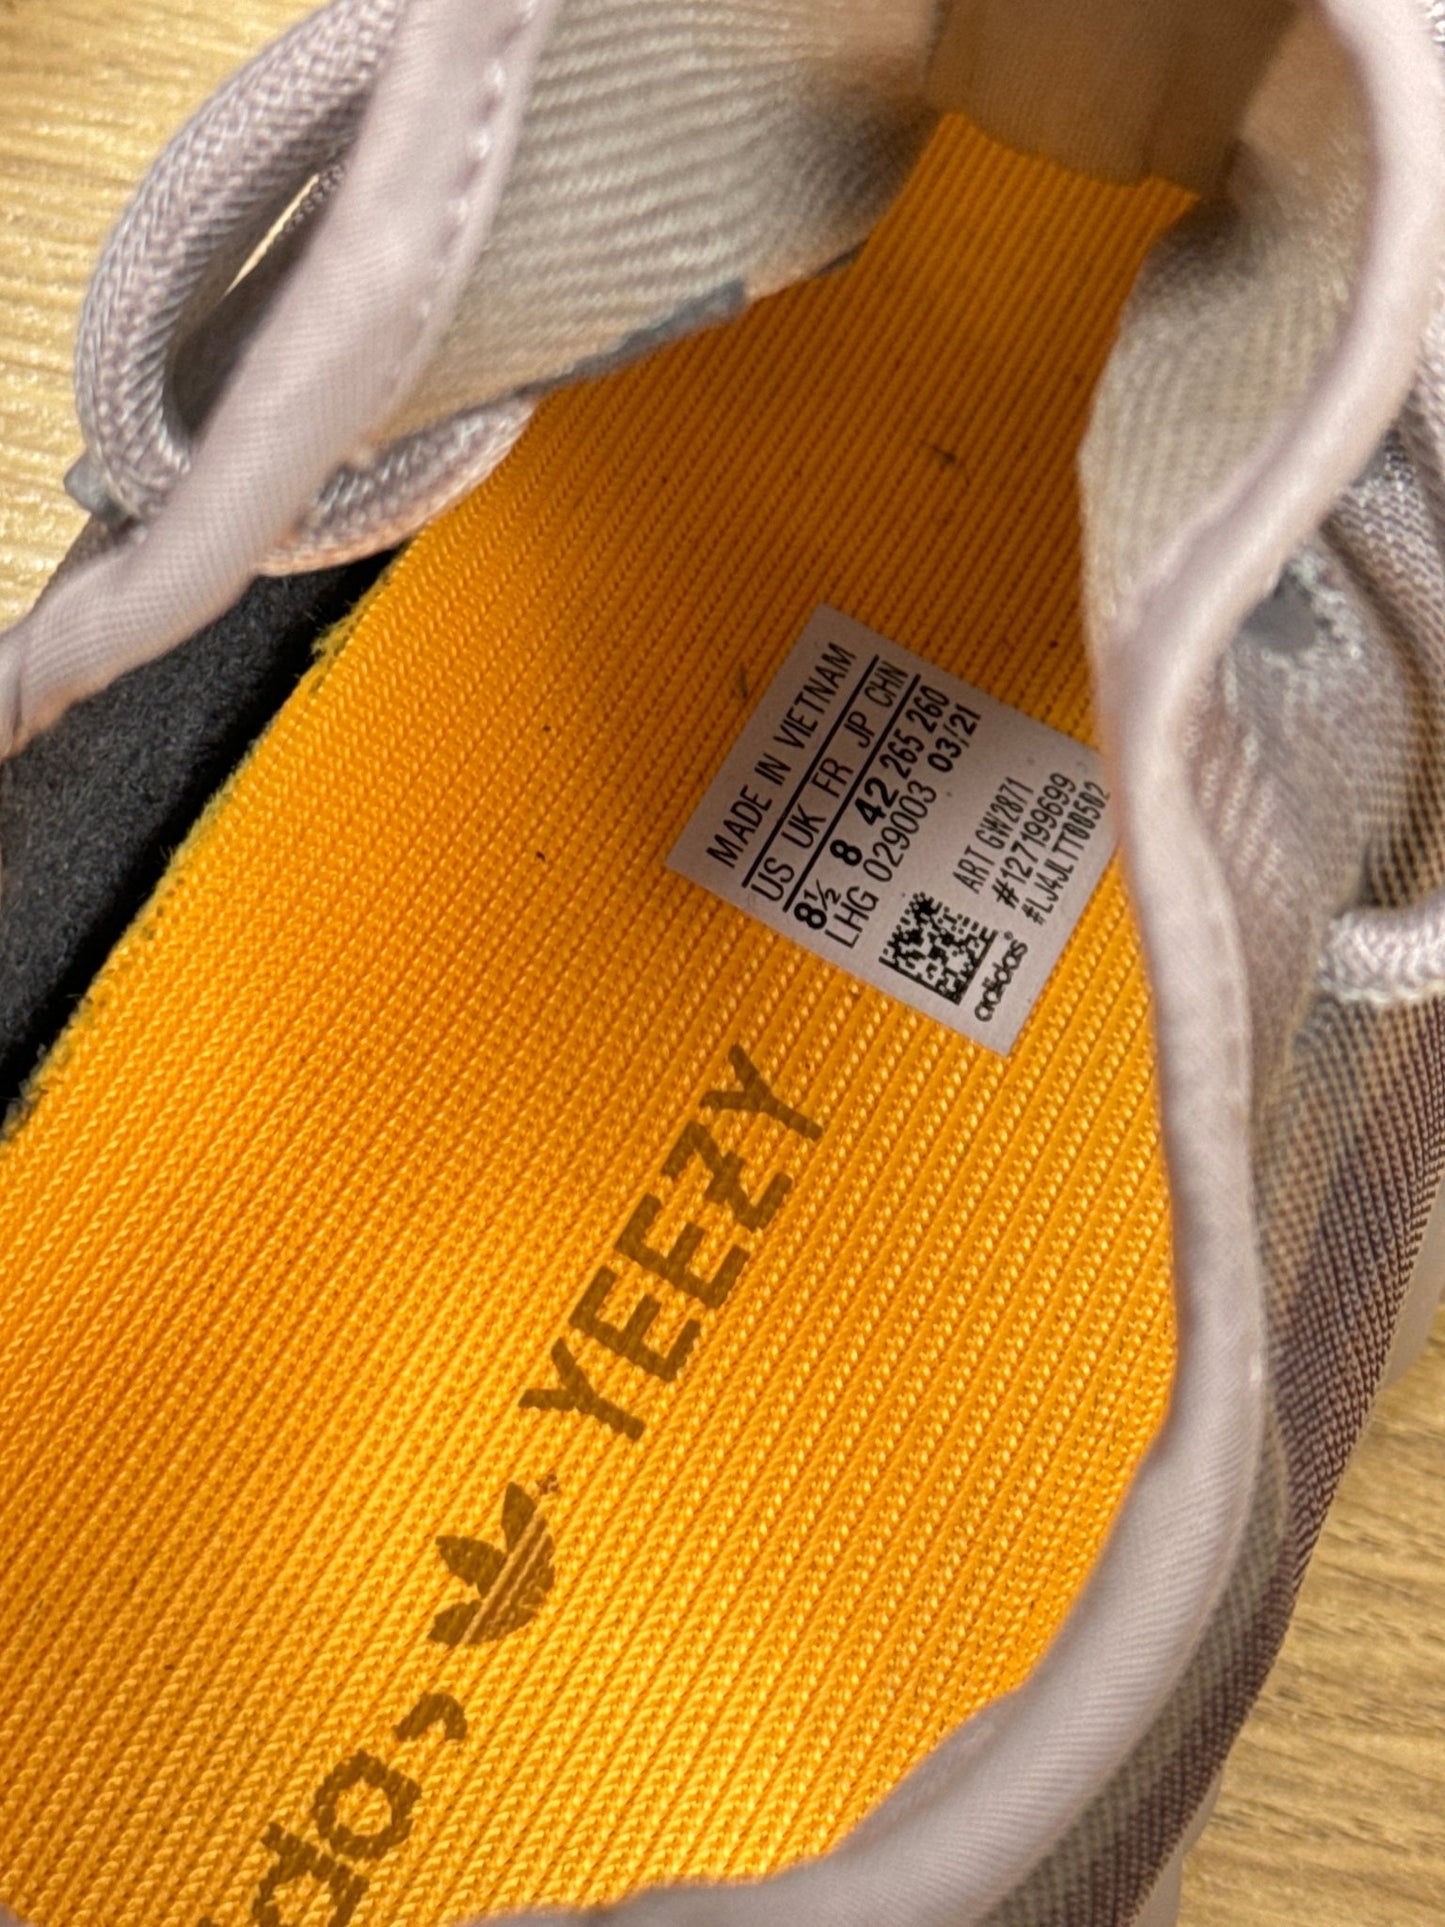 MADE IN VIETNAM
US UK FR JP CHN
8½ 8 42 265 260
LHG 029003 03/21
ART GW2871
#127199699
#LJ4JLTT00502
adidas
YEEZY
das